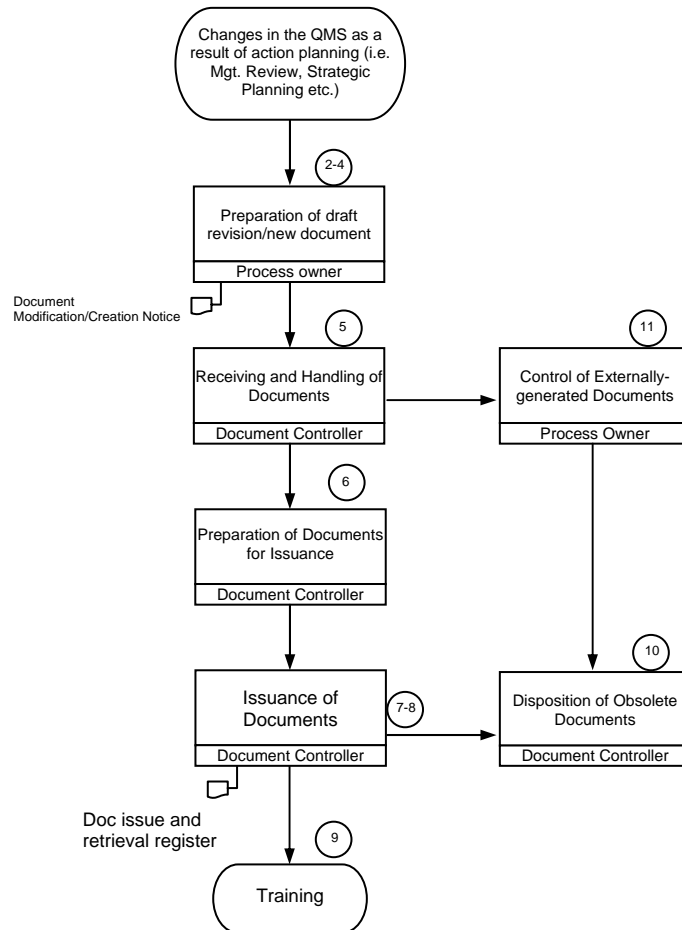 Changes in the QMS as a
result of action planning (i.e.
Mgt. Review, Strategic
Planning etc.)
2-4
Preparation of draft
revision/new document
Process owner
Document
Modification/Creation Notice
5
Receiving and Handling of
Documents
Document Controller
11
Control of Externally-
generated Documents
Process Owner
6
Preparation of Documents
for Issuance
Document Controller
Issuance of
Documents
Document Controller
7-8
10
Disposition of Obsolete
Documents
Document Controller
Doc issue and
retrieval register
9
Training